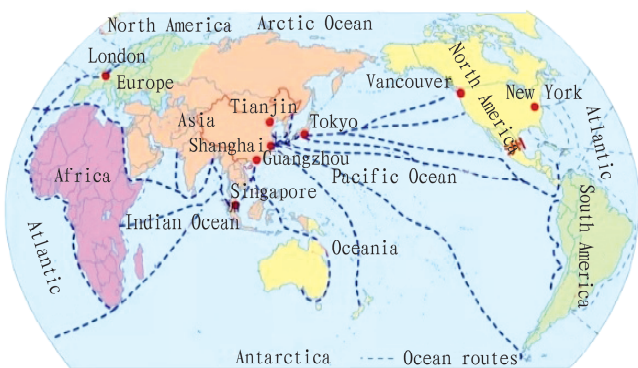 North America
Arctic Ocean
London
Europe
Vancouver
North America
New York
Tianjin
Asia
Tokyo
Shanghai
Guangzhou
Atlantic
Africa
Pacific Ocean
Singapore
South America
Indian Ocean
Atlantic
Oceania
Antarctica
Ocean routes